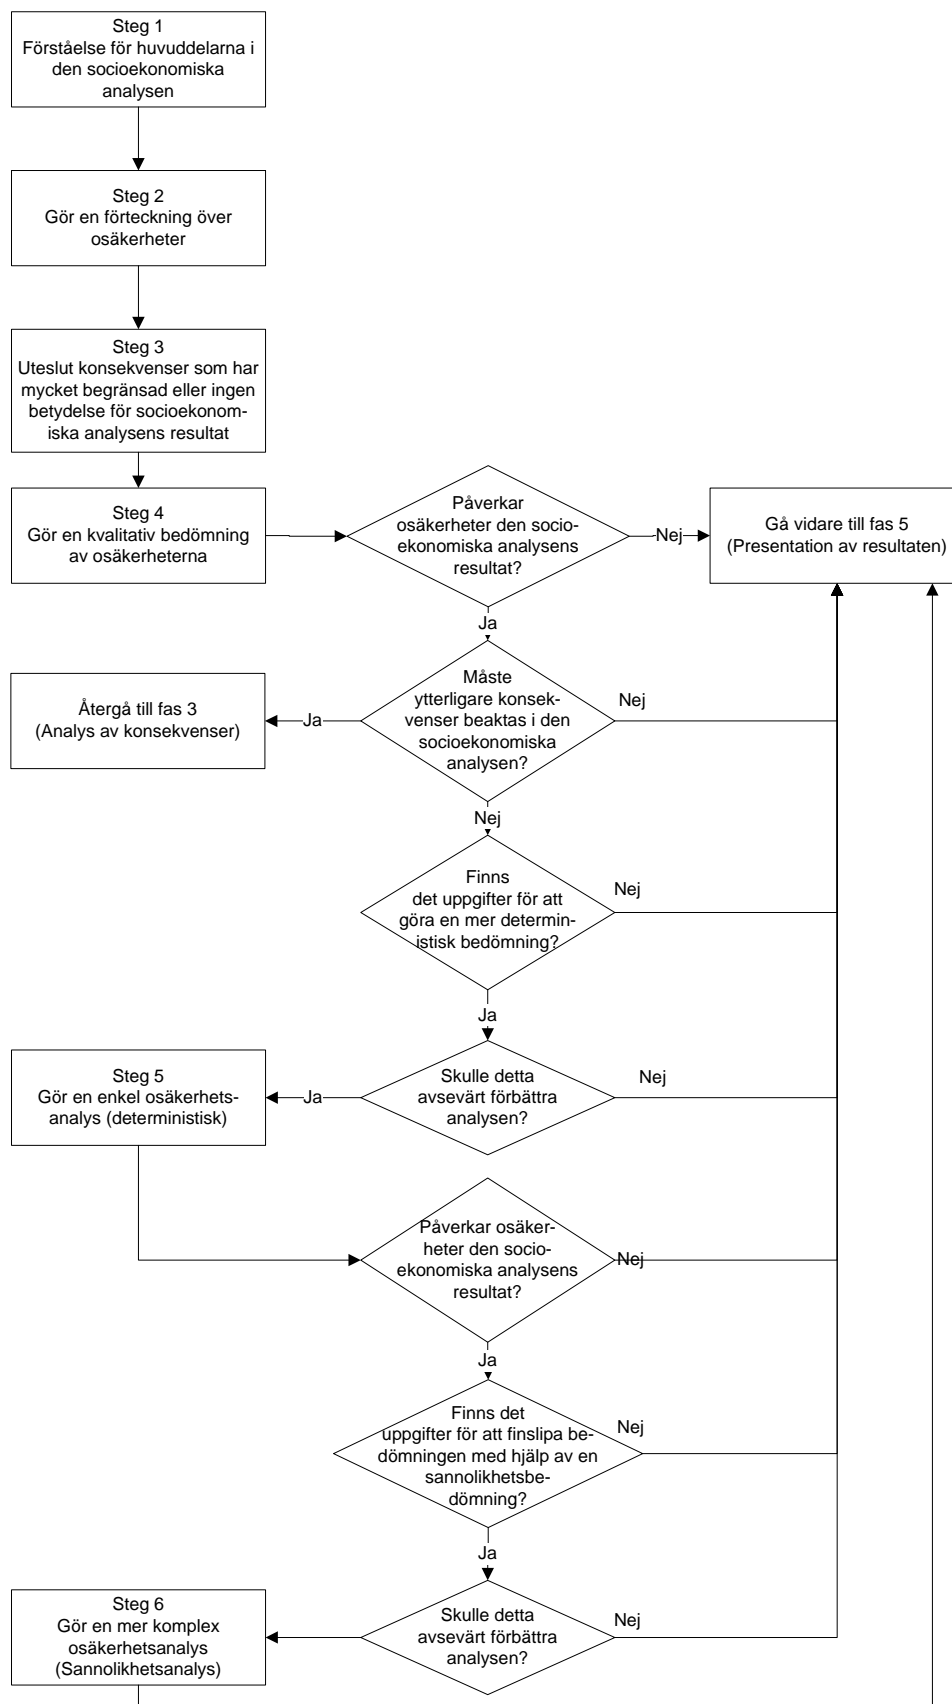 Steg 1
Förståelse för huvuddelarna i
den socioekonomiska
analysen
Steg 2
Gör en förteckning över
osäkerheter
Steg 3
Uteslut konsekvenser som har
mycket begränsad eller ingen
betydelse för socioekonom-
iska analysens resultat
Steg 4
Gör en kvalitativ bedömning
av osäkerheterna
Påverkar
osäkerheter den socio-
ekonomiska analysens
resultat?
Nej
Gå vidare till fas 5
(Presentation av resultaten)
Ja
Måste
ytterligare konsek-
venser beaktas i den
socioekonomiska
analysen?
Nej
Ja
Återgå till fas 3
(Analys av konsekvenser)
Nej
Finns
det uppgifter för att
göra en mer determin-
istisk bedömning?
Nej
Ja
Skulle detta
avsevärt förbättra
analysen?
Nej
Ja
Steg 5
Gör en enkel osäkerhets-
analys (deterministisk)
Påverkar osäker-
heter den socio-
ekonomiska analysens
resultat?
Nej
Ja
Finns det
uppgifter för att finslipa be-
dömningen med hjälp av en
sannolikhetsbe-
dömning?
Nej
Ja
Skulle detta
avsevärt förbättra
analysen?
Nej
Steg 6
Gör en mer komplex
osäkerhetsanalys
(Sannolikhetsanalys)